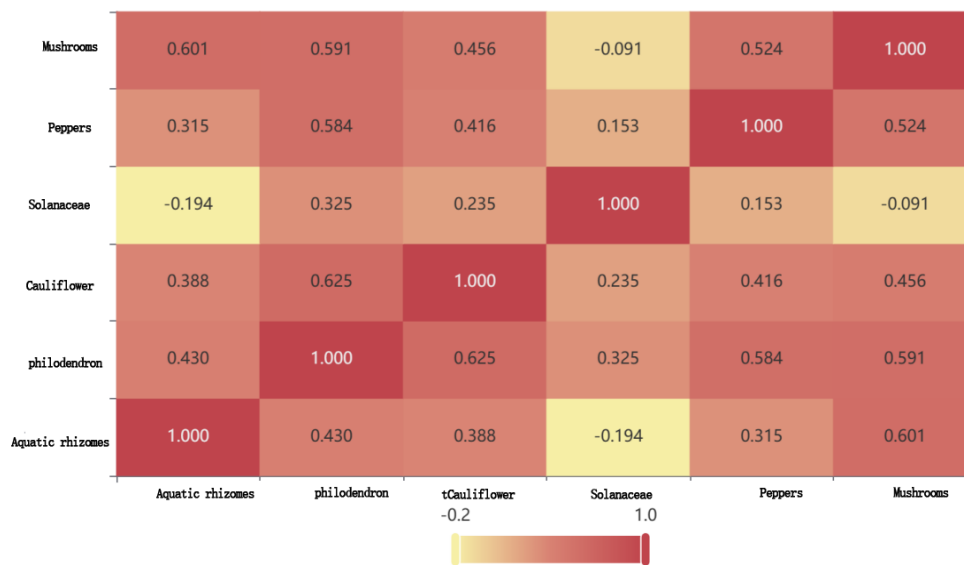 Mushrooms 0.601 0.591 0.456 -0.091 0.524 1.000
Peppers 0.315 0.584 0.416 0.153 1.000 0.524
Solanaceae -0.194 0.325 0.235 1.000 0.153 -0.091
Cauliflower 0.388 0.625 1.000 0.235 0.416 0.456
philodendron 0.430 1.000 0.625 0.325 0.584 0.591
Aquatic rhizomes 1.000 0.430 0.388 -0.194 0.315 0.601
Aquatic rhizomes philodendron tCauliflower Solanaceae Peppers Mushrooms
-0.2 1.0